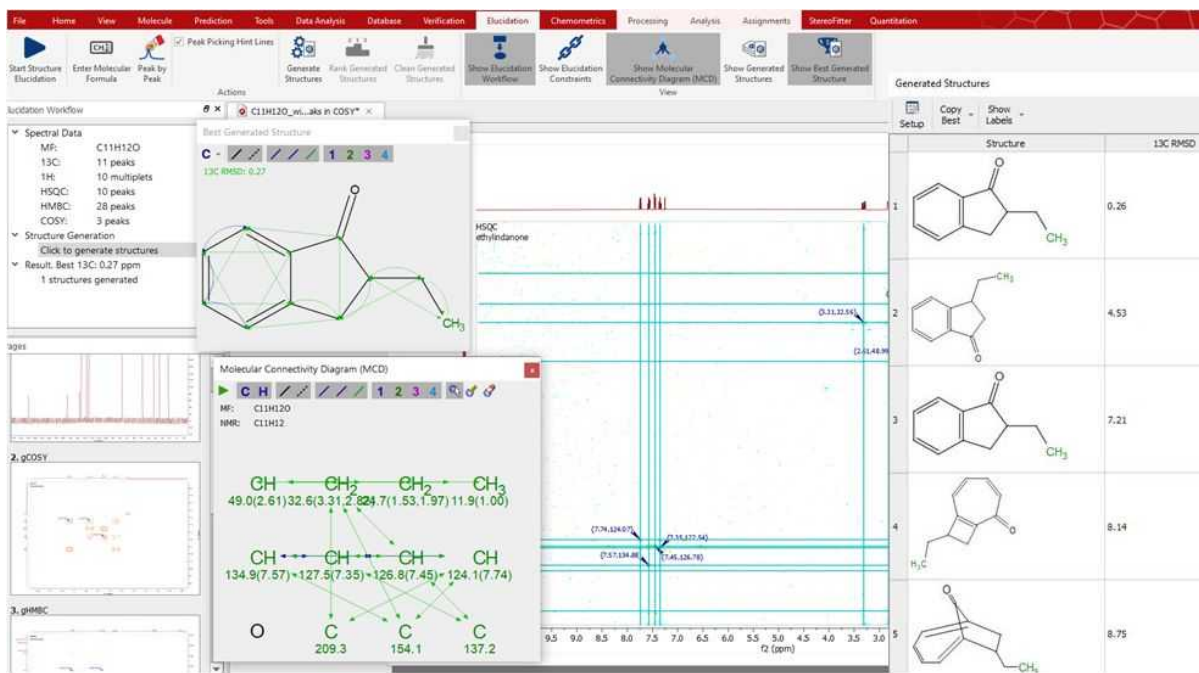 File Home View Molecule Prediction Tools Data Analysis Database Verification Elucidation Chemometrics Processing Analysis Assignments StereoFitter Quantitation
Start Structure Elucidation
Enter Molecular Formula
Peak by Peak
Peak Picking Hint Lines
Generate Structures
Rank Generated Structures
Clean Generated Structures
Show Elucidation Workflow
Show Elucidation Constraints
Show Molecular Connectivity Diagram (MCD)
Show Generated Structures
Show Best Generated Structure
Actions
View
lucidation Workflow
C11H12O_wi...aks in COSY*
Spectral Data
MF: C11H12O
13C: 11 peaks
1H: 10 multiplets
HSQC: 10 peaks
HMBC: 28 peaks
COSY: 3 peaks
Structure Generation
Click to generate structures
Result. Best 13C: 0.27 ppm
1 structures generated
Best Generated Structure
C 1 2 3 4
13C RMSD: 0.27
O
CH3
ages
2. gCOSY
3. gHMBC
Molecular Connectivity Diagram (MCD)
C H 1 2 3 4
MF: C11H12O
NMR: C11H12
CH CH2 CH2 CH3
49.0(2.61) 32.6(3.31,2.82) 24.7(1.53,1.97) 11.9(1.00)
CH CH CH CH
134.9(7.57) 127.5(7.35) 126.8(7.45) 124.1(7.74)
O C C C
209.3 154.1 137.2
HSQC
ethylindanone
(3.31,32.56)
(2.61,48.99
(7.74,124.07)
(7.35,127.54)
(7.57,134.88)
(7.45,126.78)
9.5 9.0 8.5 8.0 7.5 7.0 6.5 6.0 5.5 5.0 4.5 4.0 3.5 3.0
f2 (ppm)
Generated Structures
Setup
Copy Best
Show Labels
Structure 13C RMSD
1 O CH3 0.26
2 CH3 O 4.53
3 O CH3 7.21
4 O H3C 8.14
5 O CH3 8.75